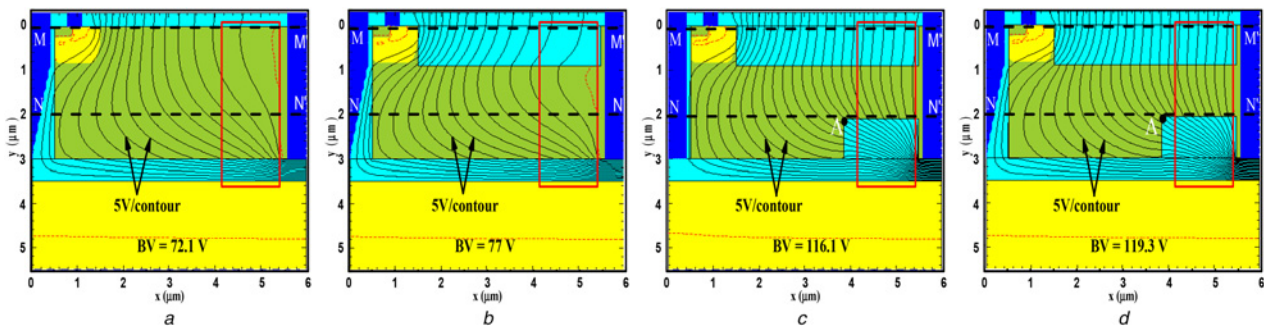 0
1
2
3
4
5
y (µm)
M
M'
N
N'
5V/contour
BV = 72.1 V
0 1 2 3 4 5 6
x (µm)
a
0
1
2
3
4
5
y (µm)
M
M'
N
N'
5V/contour
BV = 77 V
0 1 2 3 4 5 6
x (µm)
b
0
1
2
3
4
5
y (µm)
M
M'
N
N'
A
5V/contour
BV = 116.1 V
0 1 2 3 4 5 6
x (µm)
c
0
1
2
3
4
5
y (µm)
M
M'
N
N'
A
5V/contour
BV = 119.3 V
0 1 2 3 4 5 6
x (µm)
d